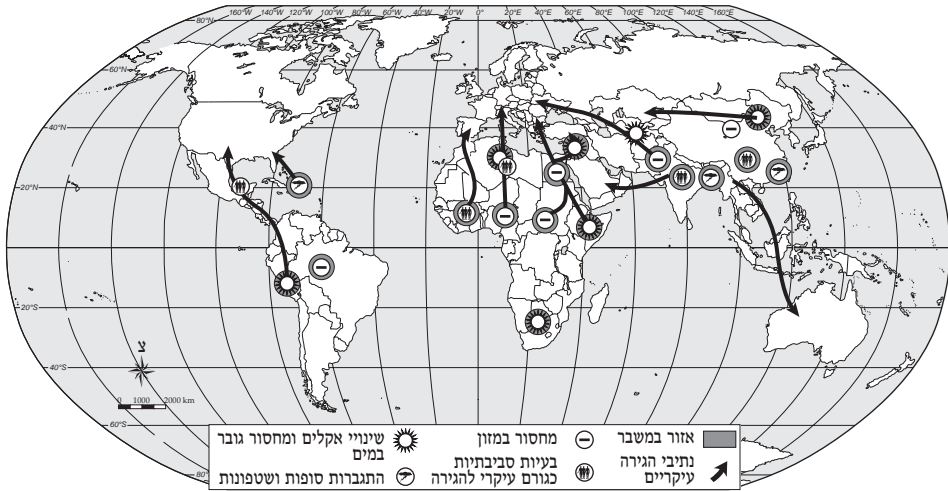 160°W 140°W 120°W 100°W 80°W 60°W 40°W 20°W 0° 20°E 40°E 60°E 80°E 100°E 120°E 140°E 160°E
80°N
60°N
40°N
20°N
20°S
40°S
60°S
80°
צ
0 1000 2000 km
אזור במשבר
נתיבי הגירה
עיקריים
מחסור במזון
בעיות סביבתיות
כגורם עיקרי להגירה
שינויי אקלים ומחסור גובר
במים
התגברות סופות ושטפונות